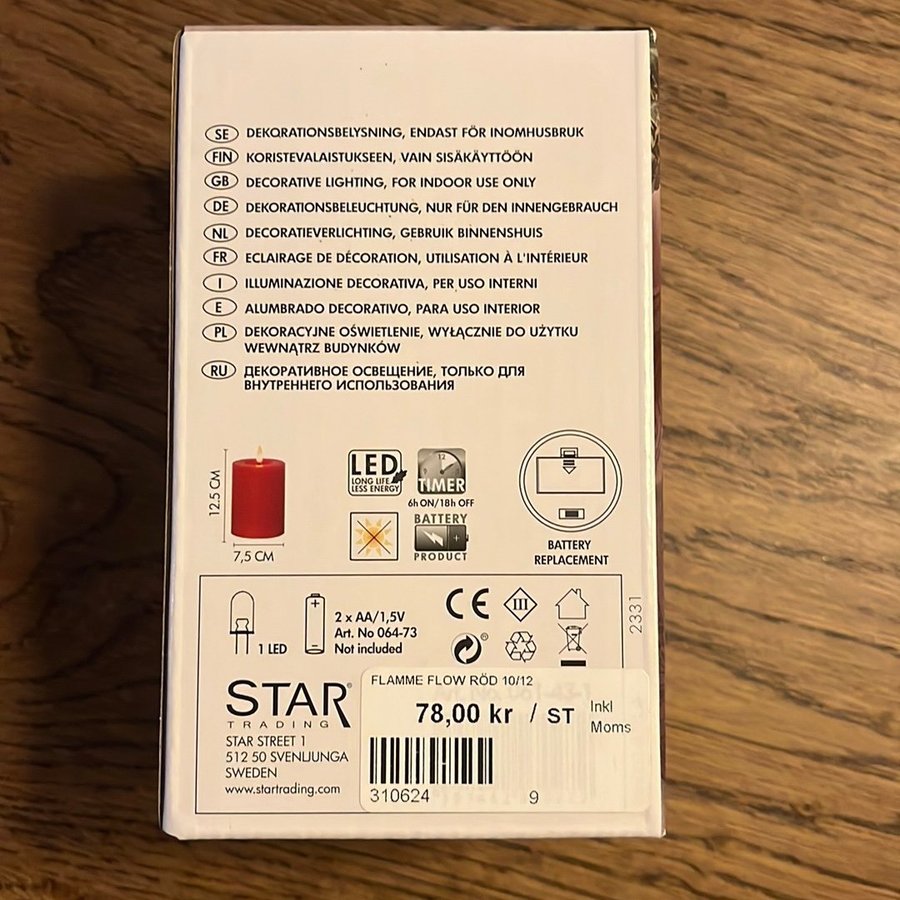 SE DEKORATIONSBELYSNING, ENDAST FÖR INOMHUSBRUK
FIN KORISTEVALAISTUKSEEN, VAIN SISÄKÄYTTÖÖN
GB DECORATIVE LIGHTING, FOR INDOOR USE ONLY
DE DEKORATIONSBELEUCHTUNG, NUR FÜR DEN INNENGEBRAUCH
NL DECORATIEVERLICHTING, GEBRUIK BINNENSHUIS
FR ECLAIRAGE DE DÉCORATION, UTILISATION À L'INTÉRIEUR
I ILLUMINAZIONE DECORATIVA, PER USO INTERNI
E ALUMBRADO DECORATIVO, PARA USO INTERIOR
PL DEKORACYJNE OŚWIETLENIE, WYŁĄCZNIE DO UŻYTKU
WEWNĄTRZ BUDYNKÓW
RU ДЕКОРАТИВНОЕ ОСВЕЩЕНИЕ, ТОЛЬКО ДЛЯ
ВНУТРЕННЕГО ИСПОЛЬЗОВАНИЯ
12.5 CM
7,5 CM
LED
LONG LIFE
LESS ENERGY
12
TIMER
6h ON/18h OFF
BATTERY
PRODUCT
BATTERY
REPLACEMENT
1 LED
2 x AA/1,5V
Art. No 064-73
Not included
CE
III
2331
STAR®
TRADING
STAR STREET 1
512 50 SVENLJUNGA
SWEDEN
www.startrading.com
FLAMME FLOW RÖD 10/12
78,00 kr / ST
Inkl
Moms
310624
9